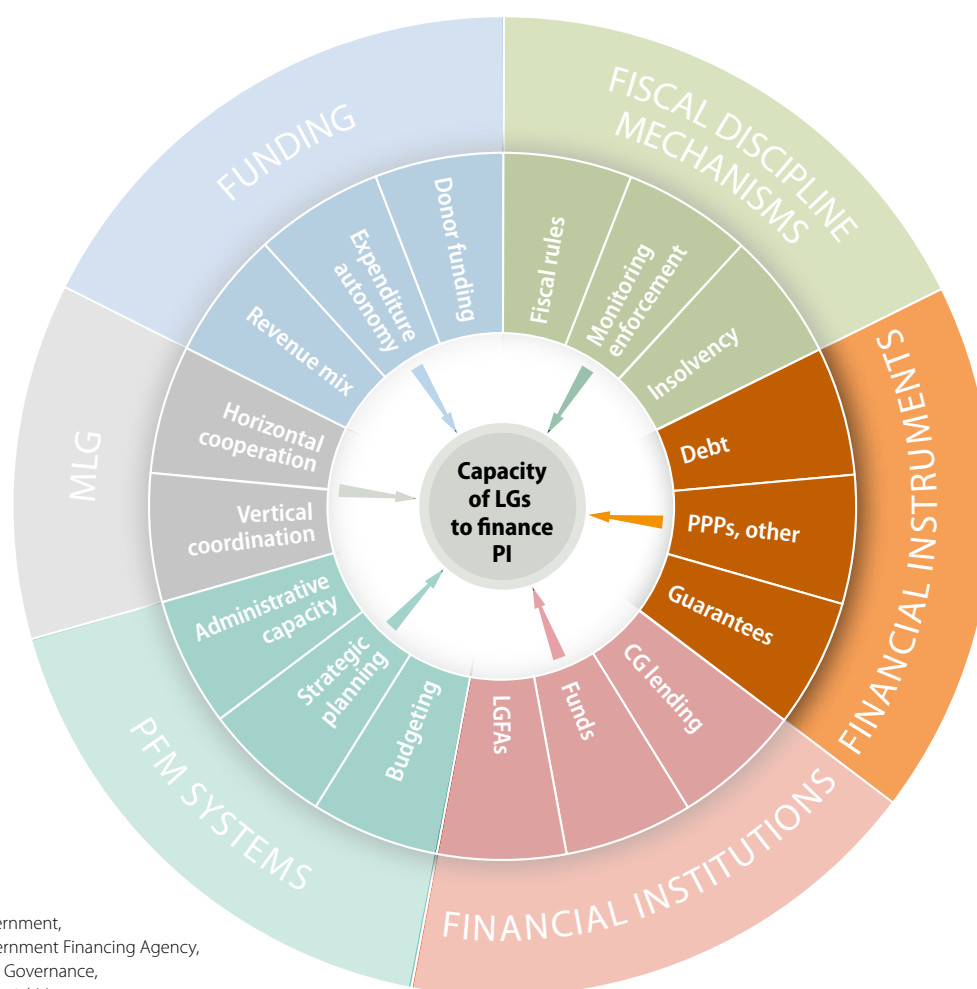 FUNDING
FISCAL DISCIPLINE
MECHANISMS
FINANCIAL INSTRUMENTS
FINANCIAL INSTITUTIONS
PFM SYSTEMS
MLG
Revenue mix
Expenditure
autonomy
Donor funding
Fiscal rules
Monitoring
enforcement
Insolvency
Debt
PPPs, other
Guarantees
CG lending
Funds
LGFAs
Budgeting
Strategic
planning
Administrative
capacity
Vertical
coordination
Horizontal
cooperation
Capacity
of LGs
to finance
PI
ernment,
ernment Financing Agency,
Governance,